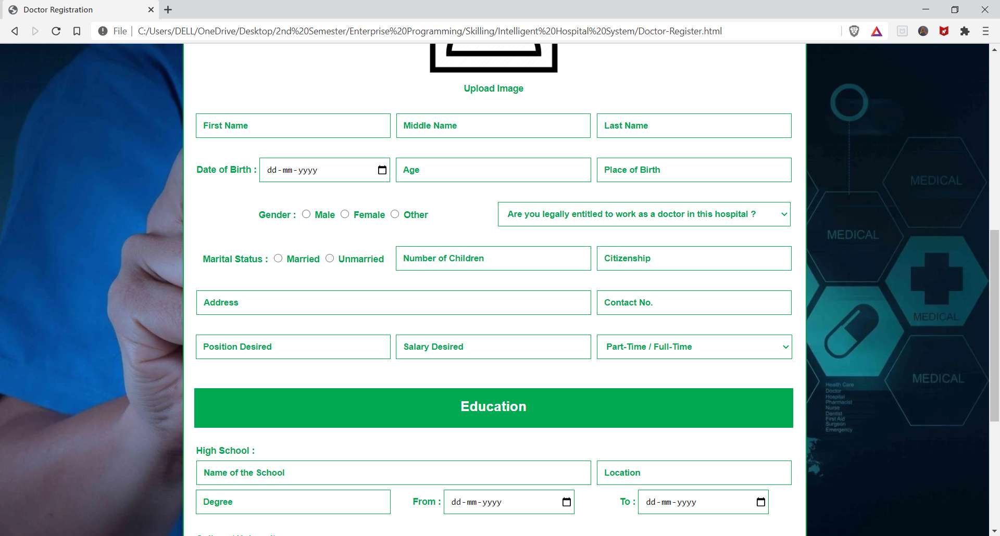 Doctor Registration
File
C:/Users/DELL/OneDrive/Desktop/2nd%20Semester/Enterprise%20Programming/Skilling/Intelligent%20Hospital%20System/Doctor-Register.html
Upload Image
First Name
Middle Name
Last Name
Date of Birth :
dd-mm-yyyy
Age
Place of Birth
Gender :
Male
Female
Other
Are you legally entitled to work as a doctor in this hospital ?
Marital Status :
Married
Unmarried
Number of Children
Citizenship
Address
Contact No.
Position Desired
Salary Desired
Part-Time / Full-Time
Education
High School :
Name of the School
Location
Degree
From :
dd-mm-yyyy
To :
dd-mm-yyyy
MEDICAL
MEDICAL
MEDICAL
MEDICAL
Health Care
Doctor
Hospital
Pharmacist
Nurse
Dentist
First Aid
Surgeon
Emergency